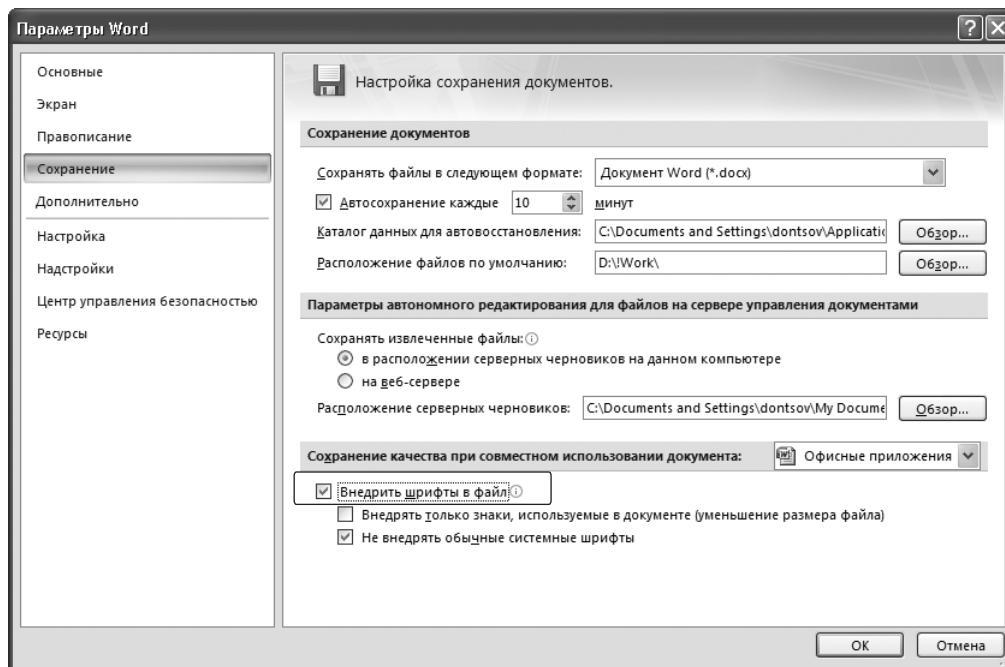 Параметры Word
Основные
Экран
Правописание
Сохранение
Дополнительно
Настройка
Надстройки
Центр управления безопасностью
Ресурсы
Настройка сохранения документов.
Сохранение документов
Сохранять файлы в следующем формате: Документ Word (*.docx)
Автосохранение каждые 10 минут
Каталог данных для автовосстановления: C:\Documents and Settings\dontsov\Applicatic Обзор...
Расположение файлов по умолчанию: D:\!Work\ Обзор...
Параметры автономного редактирования для файлов на сервере управления документами
Сохранять извлеченные файлы:
в расположении серверных черновиков на данном компьютере
на веб-сервере
Расположение серверных черновиков: C:\Documents and Settings\dontsov\My Docume Обзор...
Сохранение качества при совместном использовании документа: Офисные приложения
Внедрить шрифты в файл
Внедрять только знаки, используемые в документе (уменьшение размера файла)
Не внедрять обычные системные шрифты
ОК Отмена